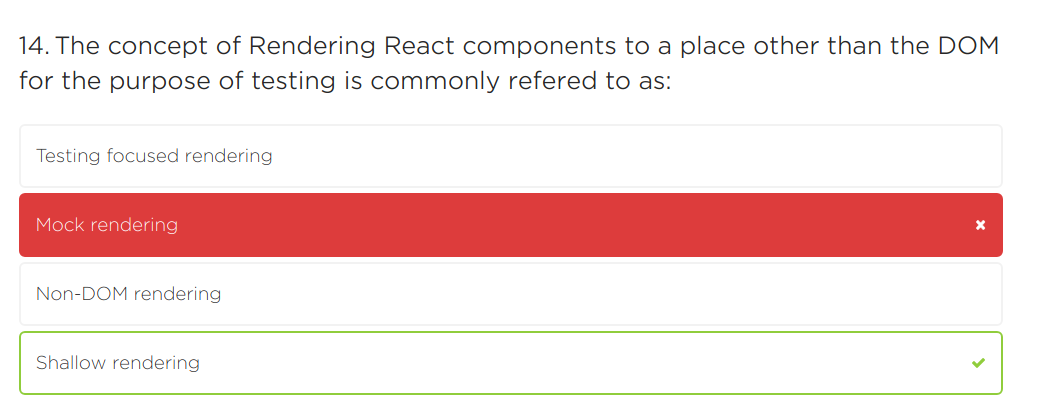 14. The concept of Rendering React components to a place other than the DOM
for the purpose of testing is commonly refered to as:
Testing focused rendering
Mock rendering
Non-DOM rendering
Shallow rendering